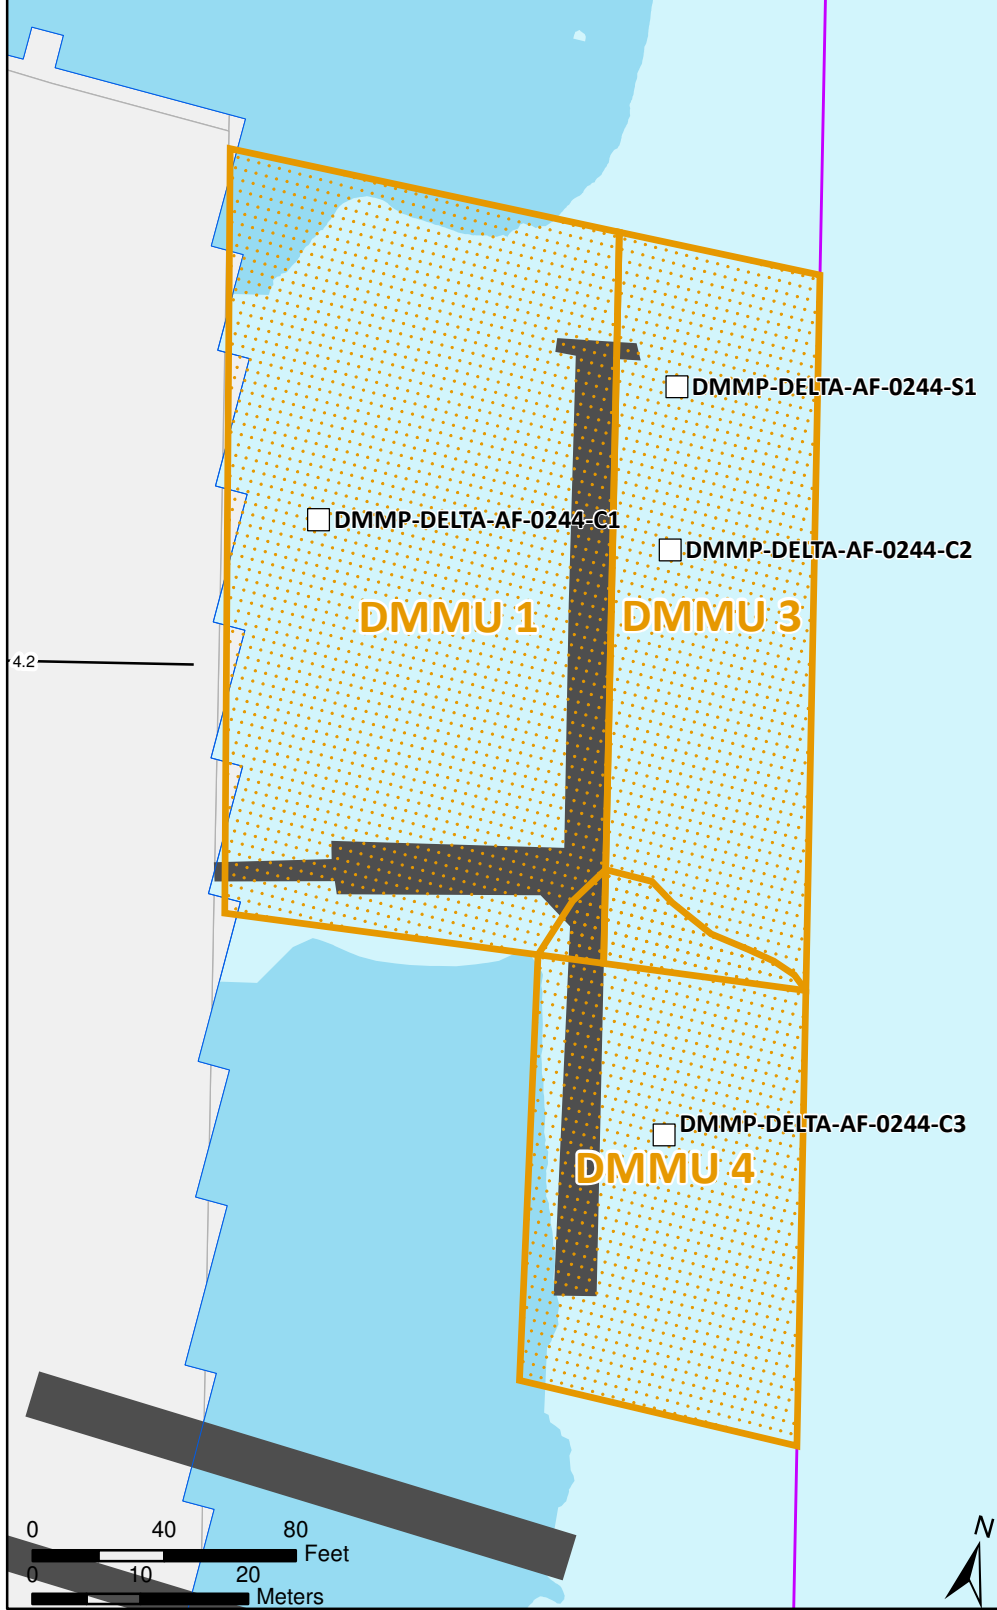 DMMP-DELTA-AF-0244-S1
DMMP-DELTA-AF-0244-C1
DMMP-DELTA-AF-0244-C2
DMMU 1
DMMU 3
4.2
DMMP-DELTA-AF-0244-C3
DMMU 4
N
0 40 80
Feet
0 10 20
Meters